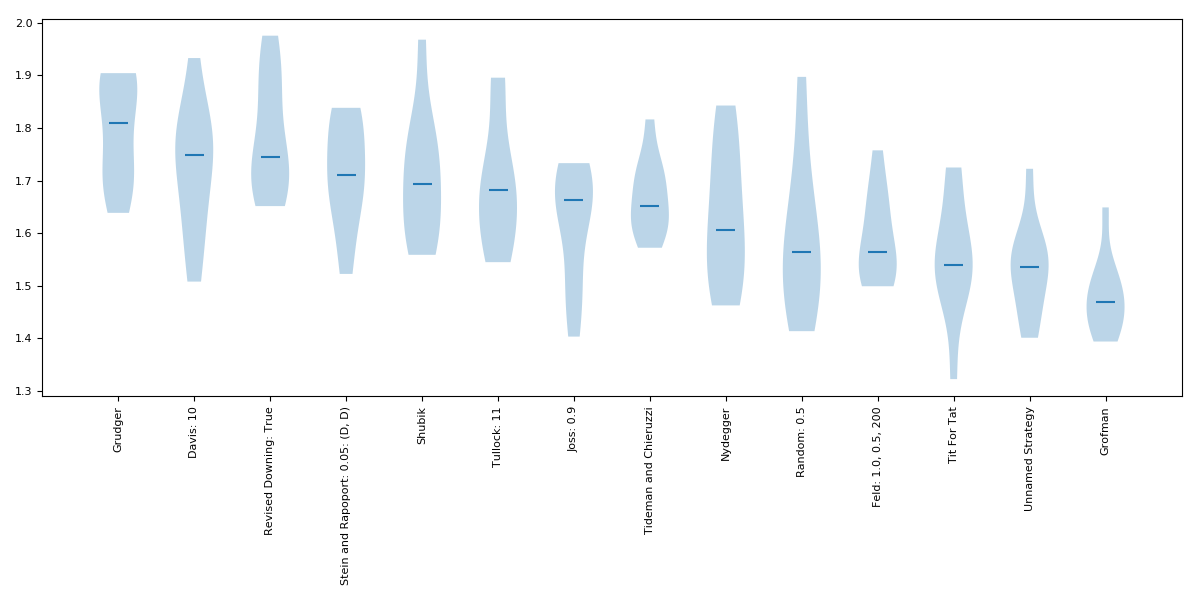 2.0
1.9
1.8
1.7
1.6
1.5
1.4
1.3
Grudger
Davis: 10
Revised Downing: True
Stein and Rapoport: 0.05: (D, D)
Shubik
Tullock: 11
Joss: 0.9
Tideman and Chieruzzi
Nydegger
Random: 0.5
Feld: 1.0, 0.5, 200
Tit For Tat
Unnamed Strategy
Grofman